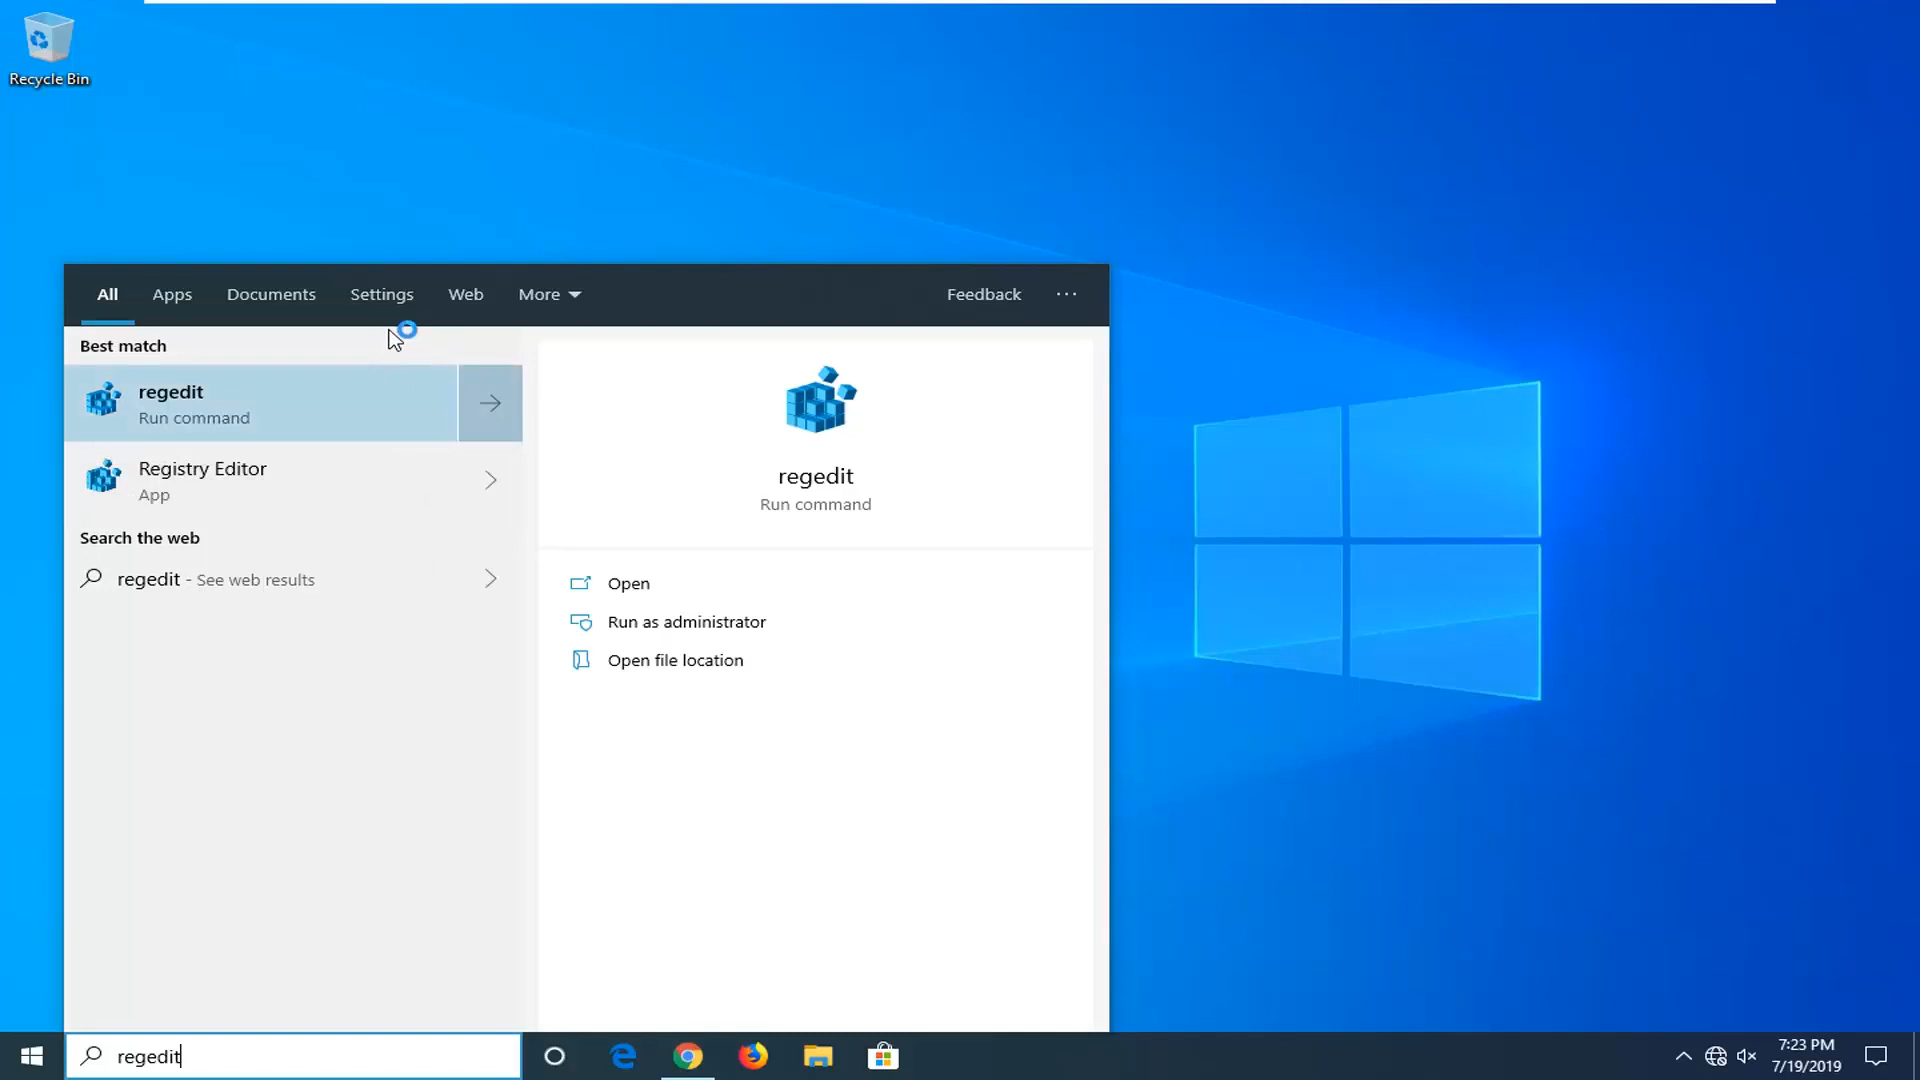 Recycle Bin
All Apps Documents Settings Web More Feedback ···
Best match
regedit
Run command
Registry Editor
App
Search the web
regedit - See web results
regedit
Run command
Open
Run as administrator
Open file location
regedit
7:23 PM
7/19/2019